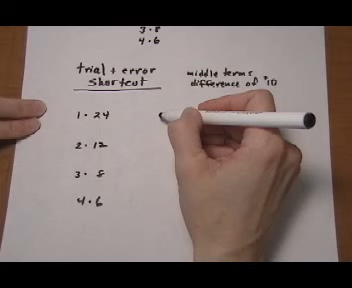 3 · 8
4 · 6
trial + error
shortcut
middle terms
difference of
1 · 24
2 · 12
3 · 8
4 · 6